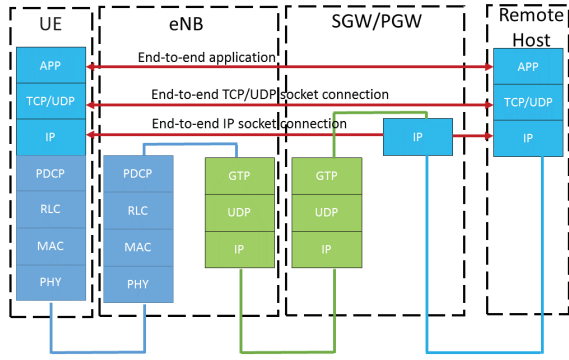 UE
eNB
SGW/PGW
Remote
Host
End-to-end application
APP
APP
End-to-end TCP/UDP socket connection
TCP/UDP
TCP/UDP
End-to-end IP socket connection
IP
IP
IP
PDCP
RLC
MAC
PHY
PDCP
RLC
MAC
PHY
GTP
UDP
IP
GTP
UDP
IP